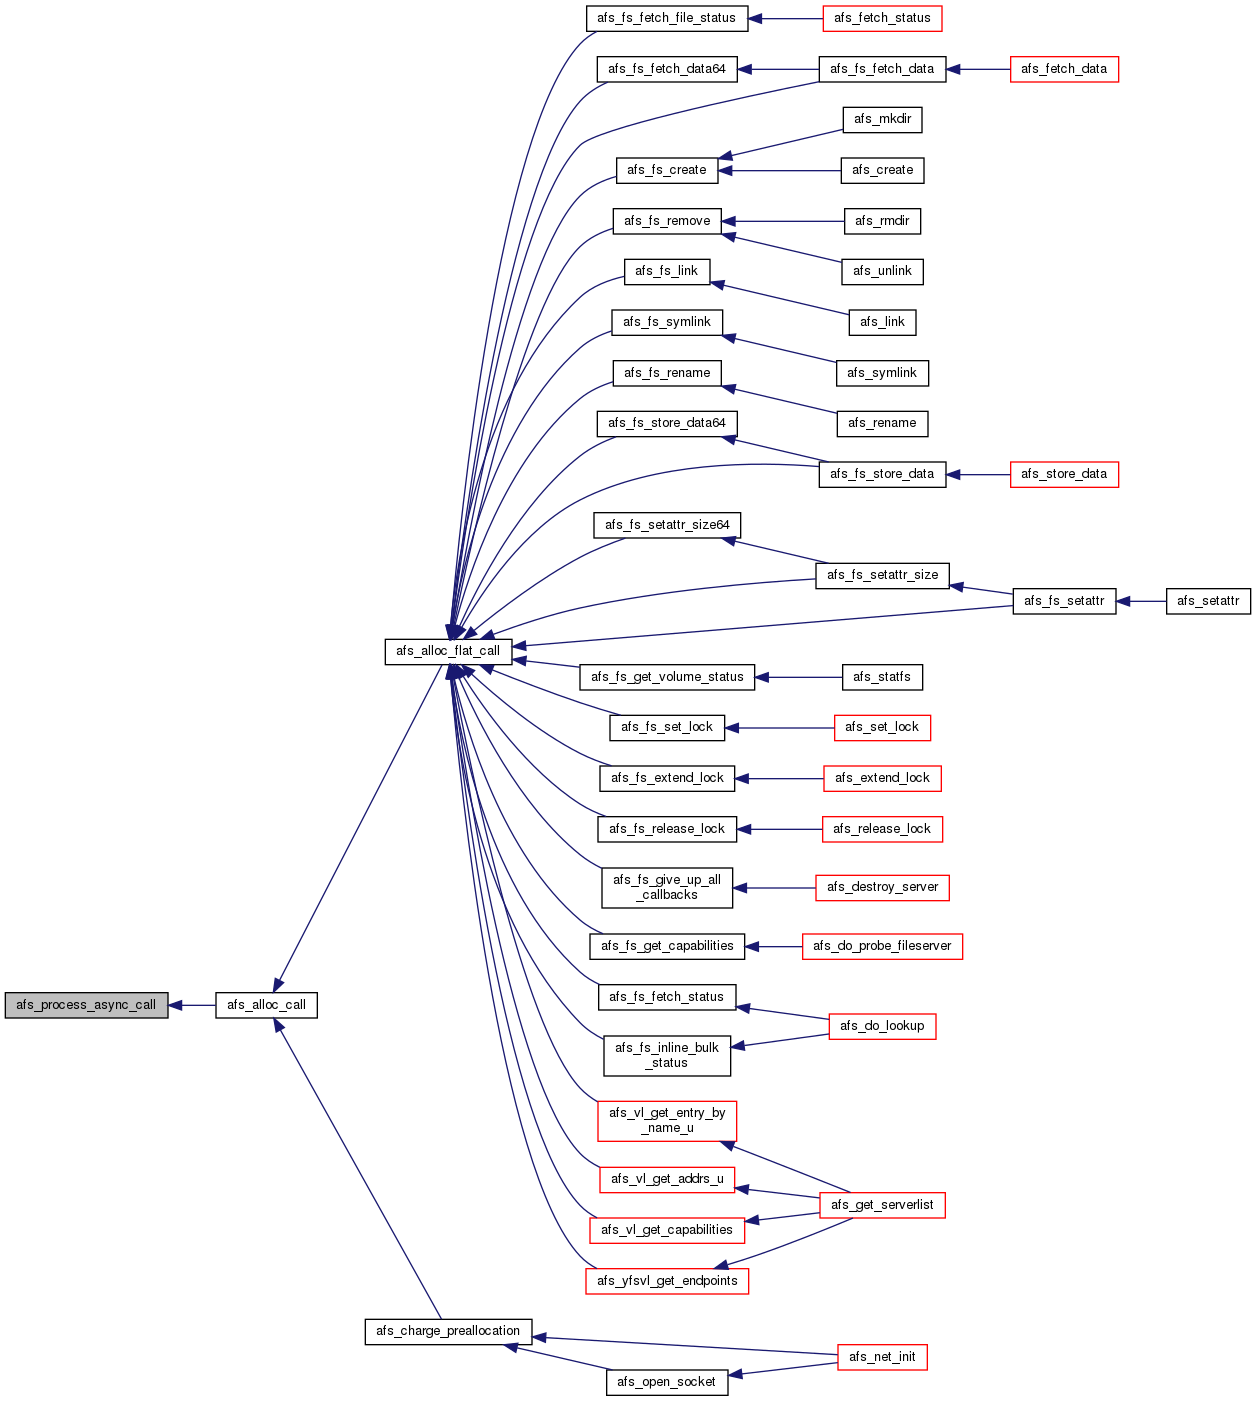 afs_fs_fetch_file_status
afs_fetch_status
afs_fs_fetch_data64
afs_fs_fetch_data
afs_fetch_data
afs_mkdir
afs_fs_create
afs_create
afs_fs_remove
afs_rmdir
afs_unlink
afs_fs_link
afs_link
afs_fs_symlink
afs_symlink
afs_fs_rename
afs_rename
afs_fs_store_data64
afs_fs_store_data
afs_store_data
afs_fs_setattr_size64
afs_fs_setattr_size
afs_fs_setattr
afs_setattr
afs_alloc_flat_call
afs_fs_get_volume_status
afs_statfs
afs_fs_set_lock
afs_set_lock
afs_fs_extend_lock
afs_extend_lock
afs_fs_release_lock
afs_release_lock
afs_fs_give_up_all
_callbacks
afs_destroy_server
afs_fs_get_capabilities
afs_do_probe_fileserver
afs_process_async_call
afs_alloc_call
afs_fs_fetch_status
afs_do_lookup
afs_fs_inline_bulk
_status
afs_vl_get_entry_by
_name_u
afs_vl_get_addrs_u
afs_get_serverlist
afs_vl_get_capabilities
afs_yfsvl_get_endpoints
afs_charge_preallocation
afs_net_init
afs_open_socket